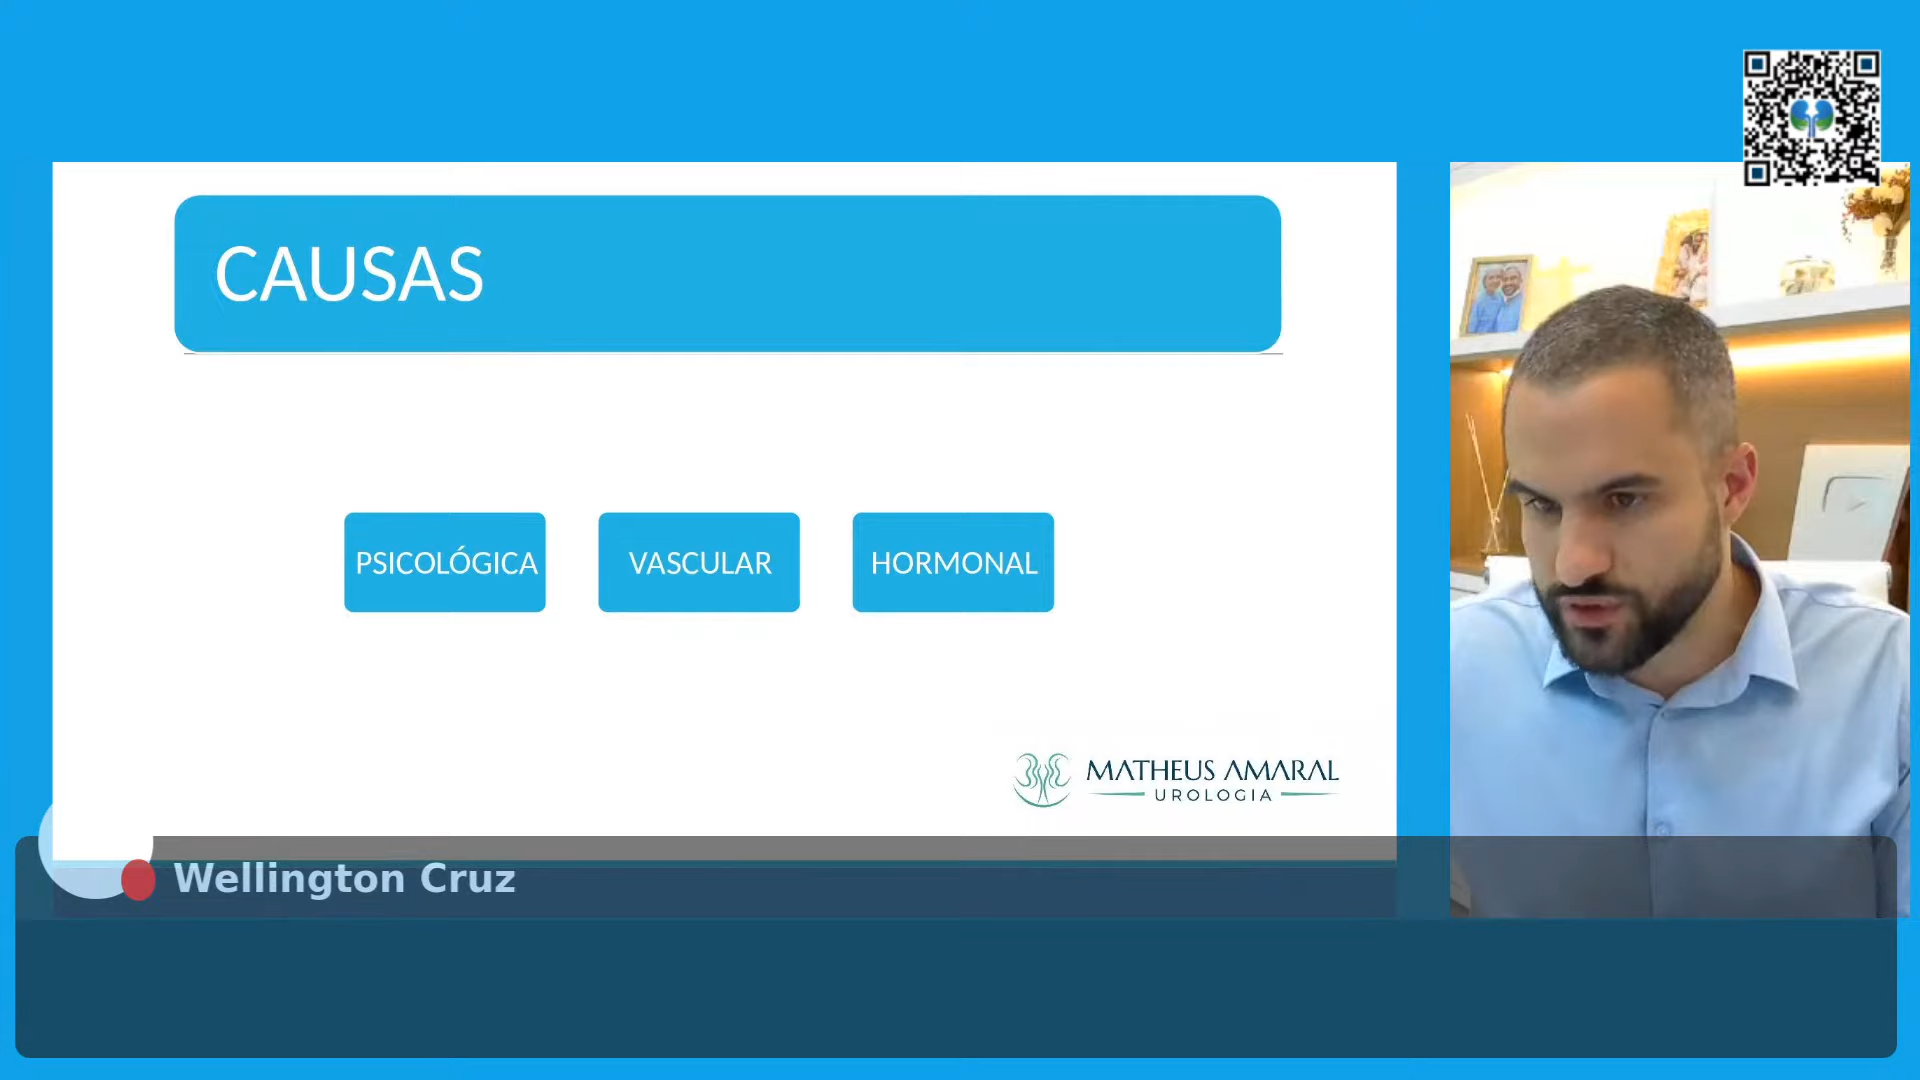 CAUSAS
PSICOLÓGICA
VASCULAR
HORMONAL
MATHEUS AMARAL
UROLOGIA
Wellington Cruz